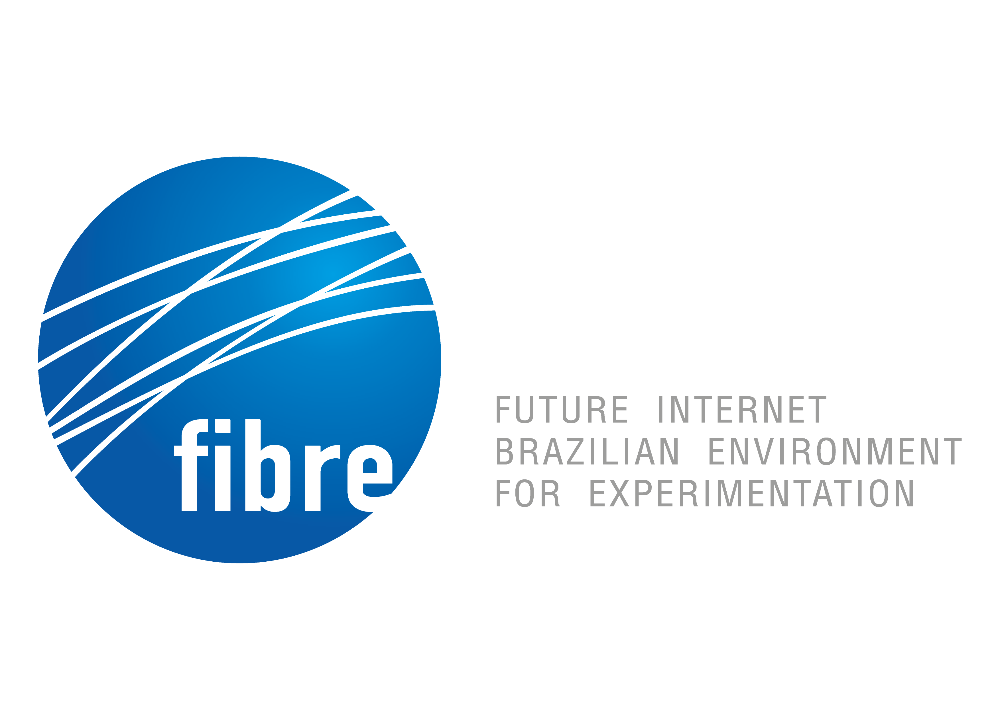 fibre
FUTURE INTERNET
BRAZILIAN ENVIRONMENT
FOR EXPERIMENTATION